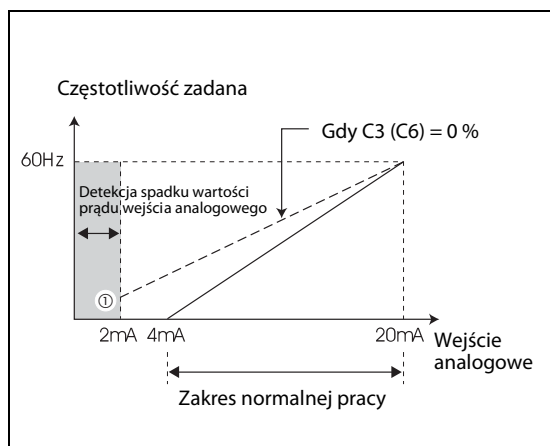 Częstotliwość zadana
Gdy C3 (C6) = 0 %
60Hz
Detekcja spadku wartości
prądu wejścia analogowego
①
2mA 4mA 20mA
Wejście
analogowe
Zakres normalnej pracy